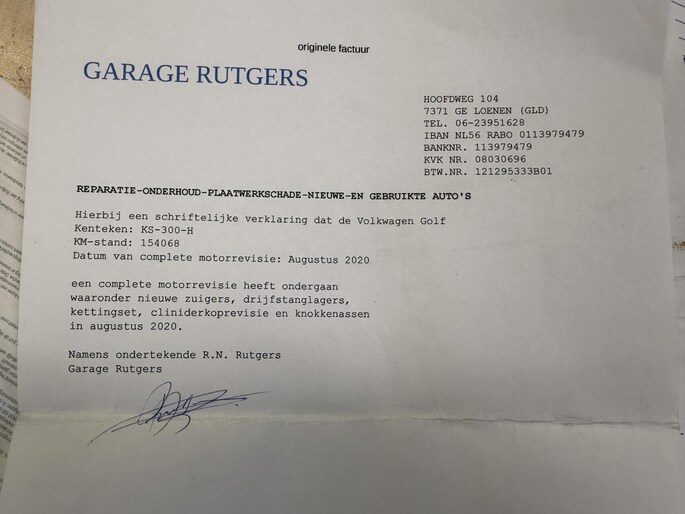 originele factuur
GARAGE RUTGERS
HOOFDWEG 104
7371 GE LOENEN (GLD)
TEL. 06-23951628
IBAN NL56 RABO 0113979479
BANKNR. 113979479
KVK NR. 08030696
BTW.NR. 121295333B01
REPARATIE-ONDERHOUD-PLAATWERKSCHADE-NIEUWE-EN GEBRUIKTE AUTO'S
Hierbij een schriftelijke verklaring dat de Volkwagen Golf
Kenteken: KS-300-H
KM-stand: 154068
Datum van complete motorrevisie: Augustus 2020
een complete motorrevisie heeft ondergaan
waaronder nieuwe zuigers, drijfstanglagers,
kettingset, cliniderkoprevisie en knokkenassen
in augustus 2020.
Namens ondertekende R.N. Rutgers
Garage Rutgers